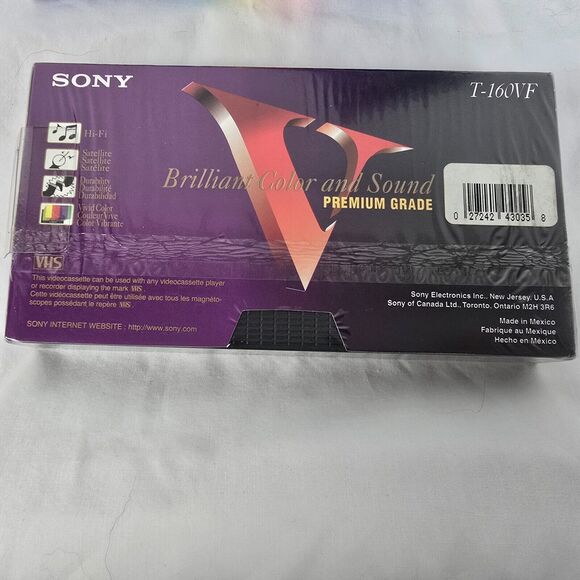 SONY
T-160VF
Hi-Fi
Satellite
Satellite
Satélite
Durability
Durabilité
Durabilidad
Vivid Color
Couleur Vive
Color Vibrante
V
Brilliant Color and Sound
PREMIUM GRADE
0 27242 43035 8
VHS
This videocassette can be used with any videocassette player
or recorder displaying the mark VHS.
Cette vidéocassette peut être utilisée avec tous les magnéto-
scopes possédant le repère VHS.
SONY INTERNET WEBSITE : http://www.sony.com
Sony Electronics Inc., New Jersey. U.S.A
Sony of Canada Ltd., Toronto, Ontario M2H 3R6
Made in Mexico
Fabrique au Mexique
Hecho en México